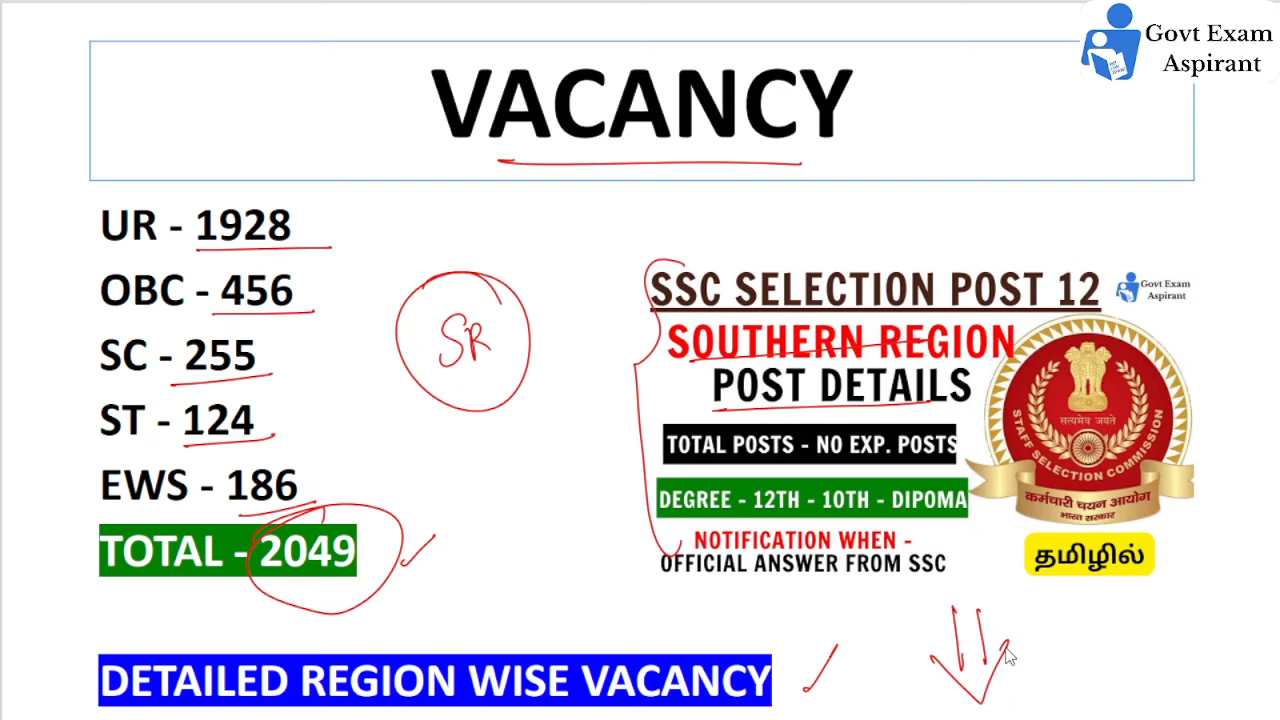 Govt Exam
Aspirant
VACANCY
UR - 1928
OBC - 456
SC - 255
ST - 124
EWS - 186
TOTAL - 2049
SR
SSC SELECTION POST 12
Govt Exam
Aspirant
SOUTHERN REGION
POST DETAILS
TOTAL POSTS - NO EXP. POSTS
DEGREE - 12TH - 10TH - DIPOMA
NOTIFICATION WHEN -
OFFICIAL ANSWER FROM SSC
सत्यमेव जयते
STAFF SELECTION COMMISSION
कर्मचारी चयन आयोग
भारत सरकार
தமிழில்
DETAILED REGION WISE VACANCY